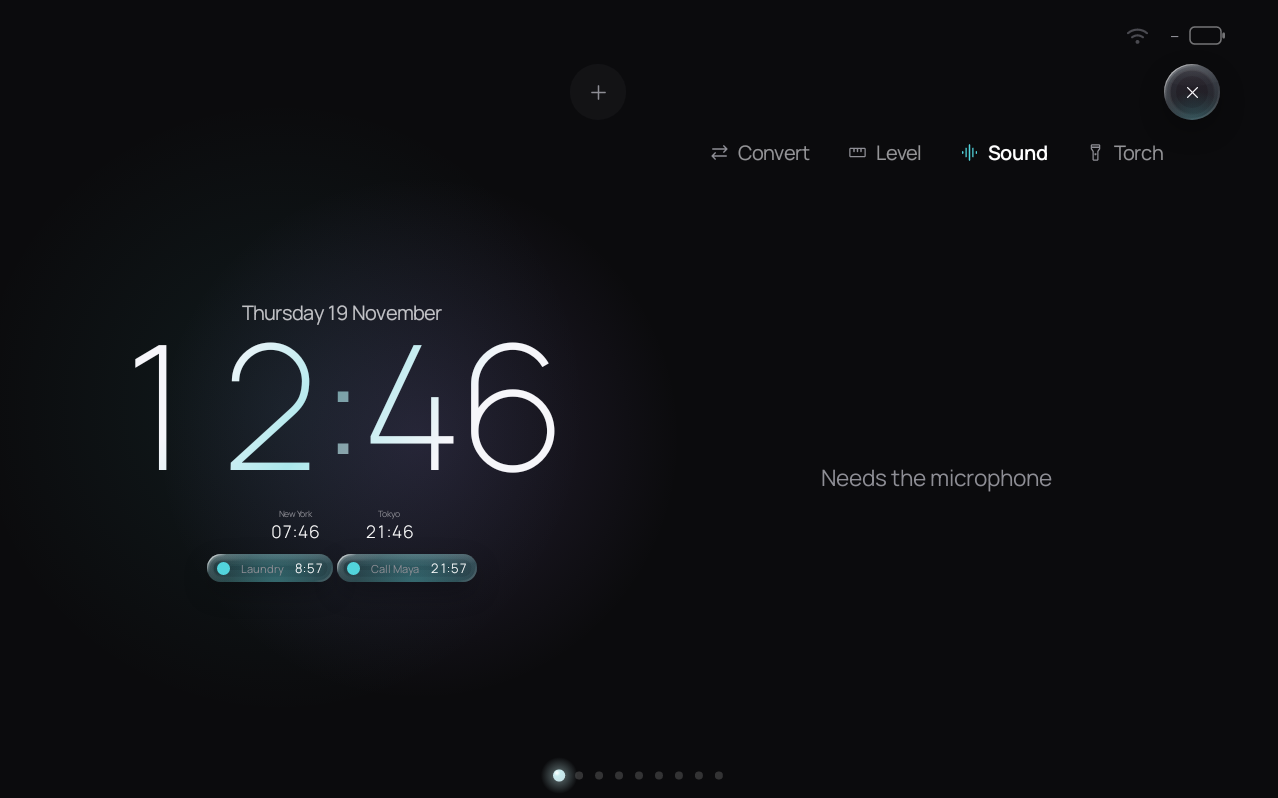 –
Convert
Level
Sound
Torch
Thursday 19 November
12:46
New York
07:46
Tokyo
21:46
Laundry 8:57
Call Maya 21:57
Needs the microphone